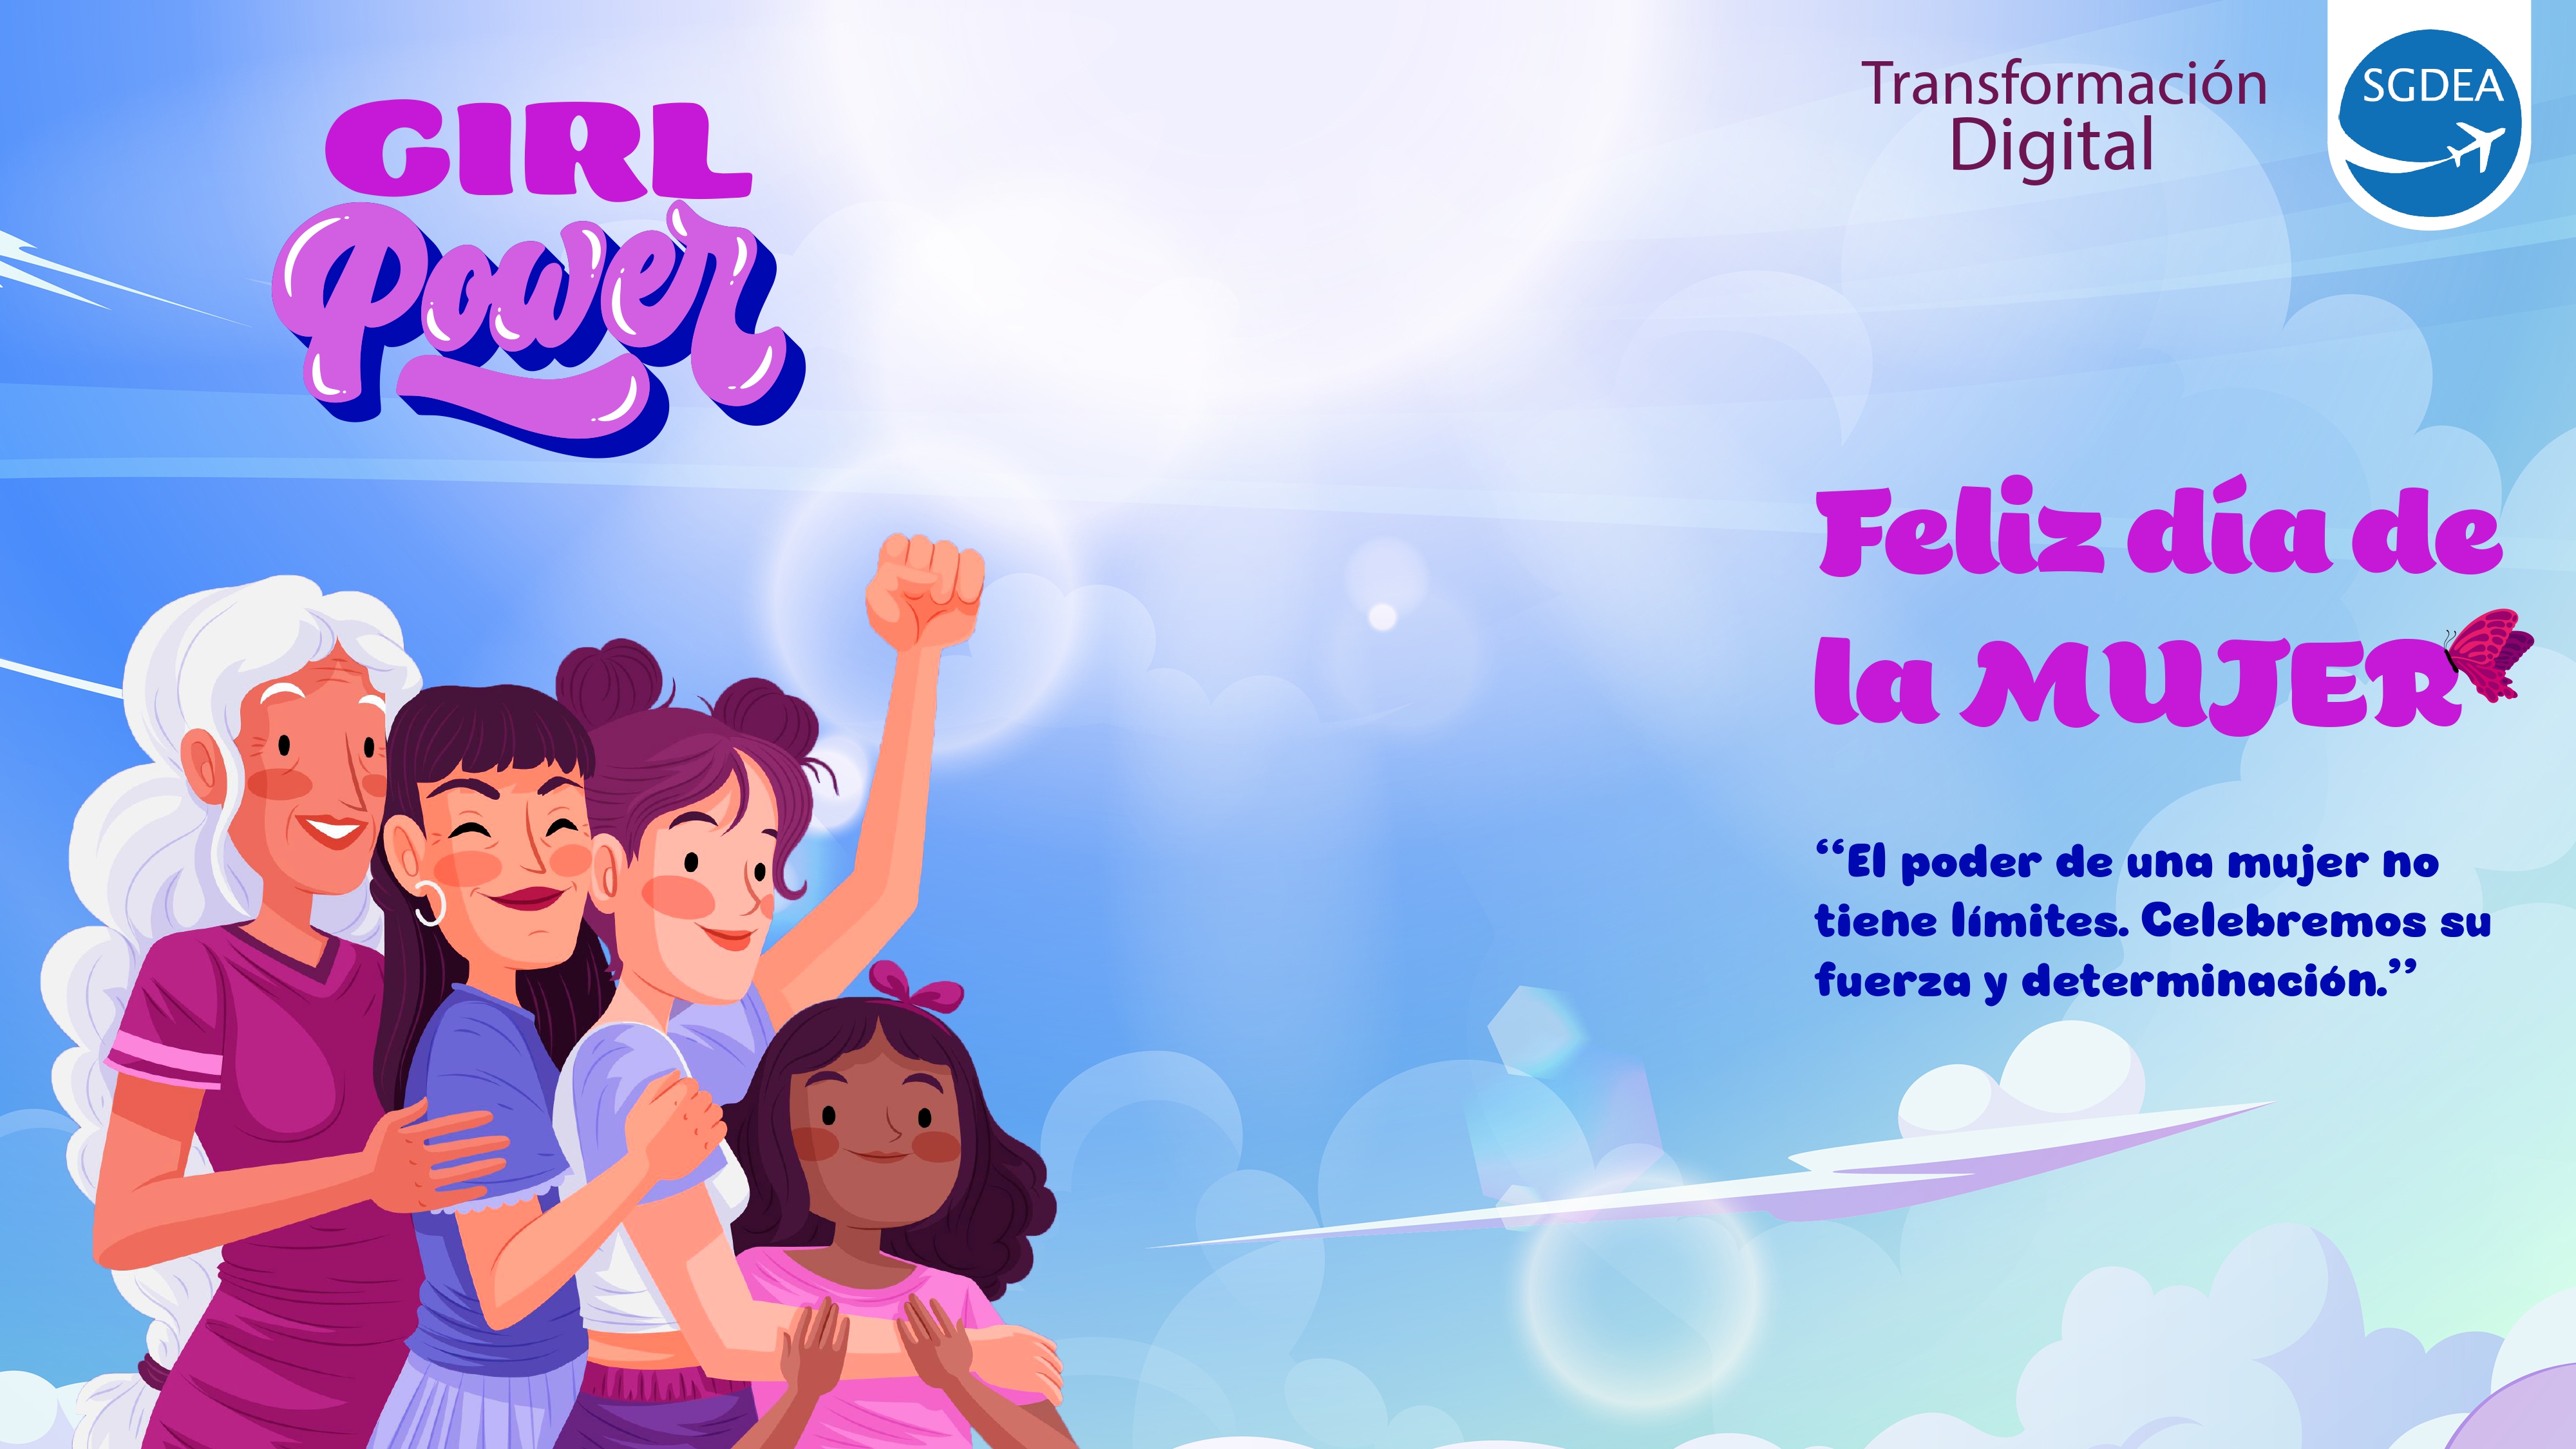 GIRL
Power
Transformación
Digital
SGDEA
Feliz día de
la MUJER
“El poder de una mujer no
tiene límites. Celebremos su
fuerza y determinación.”